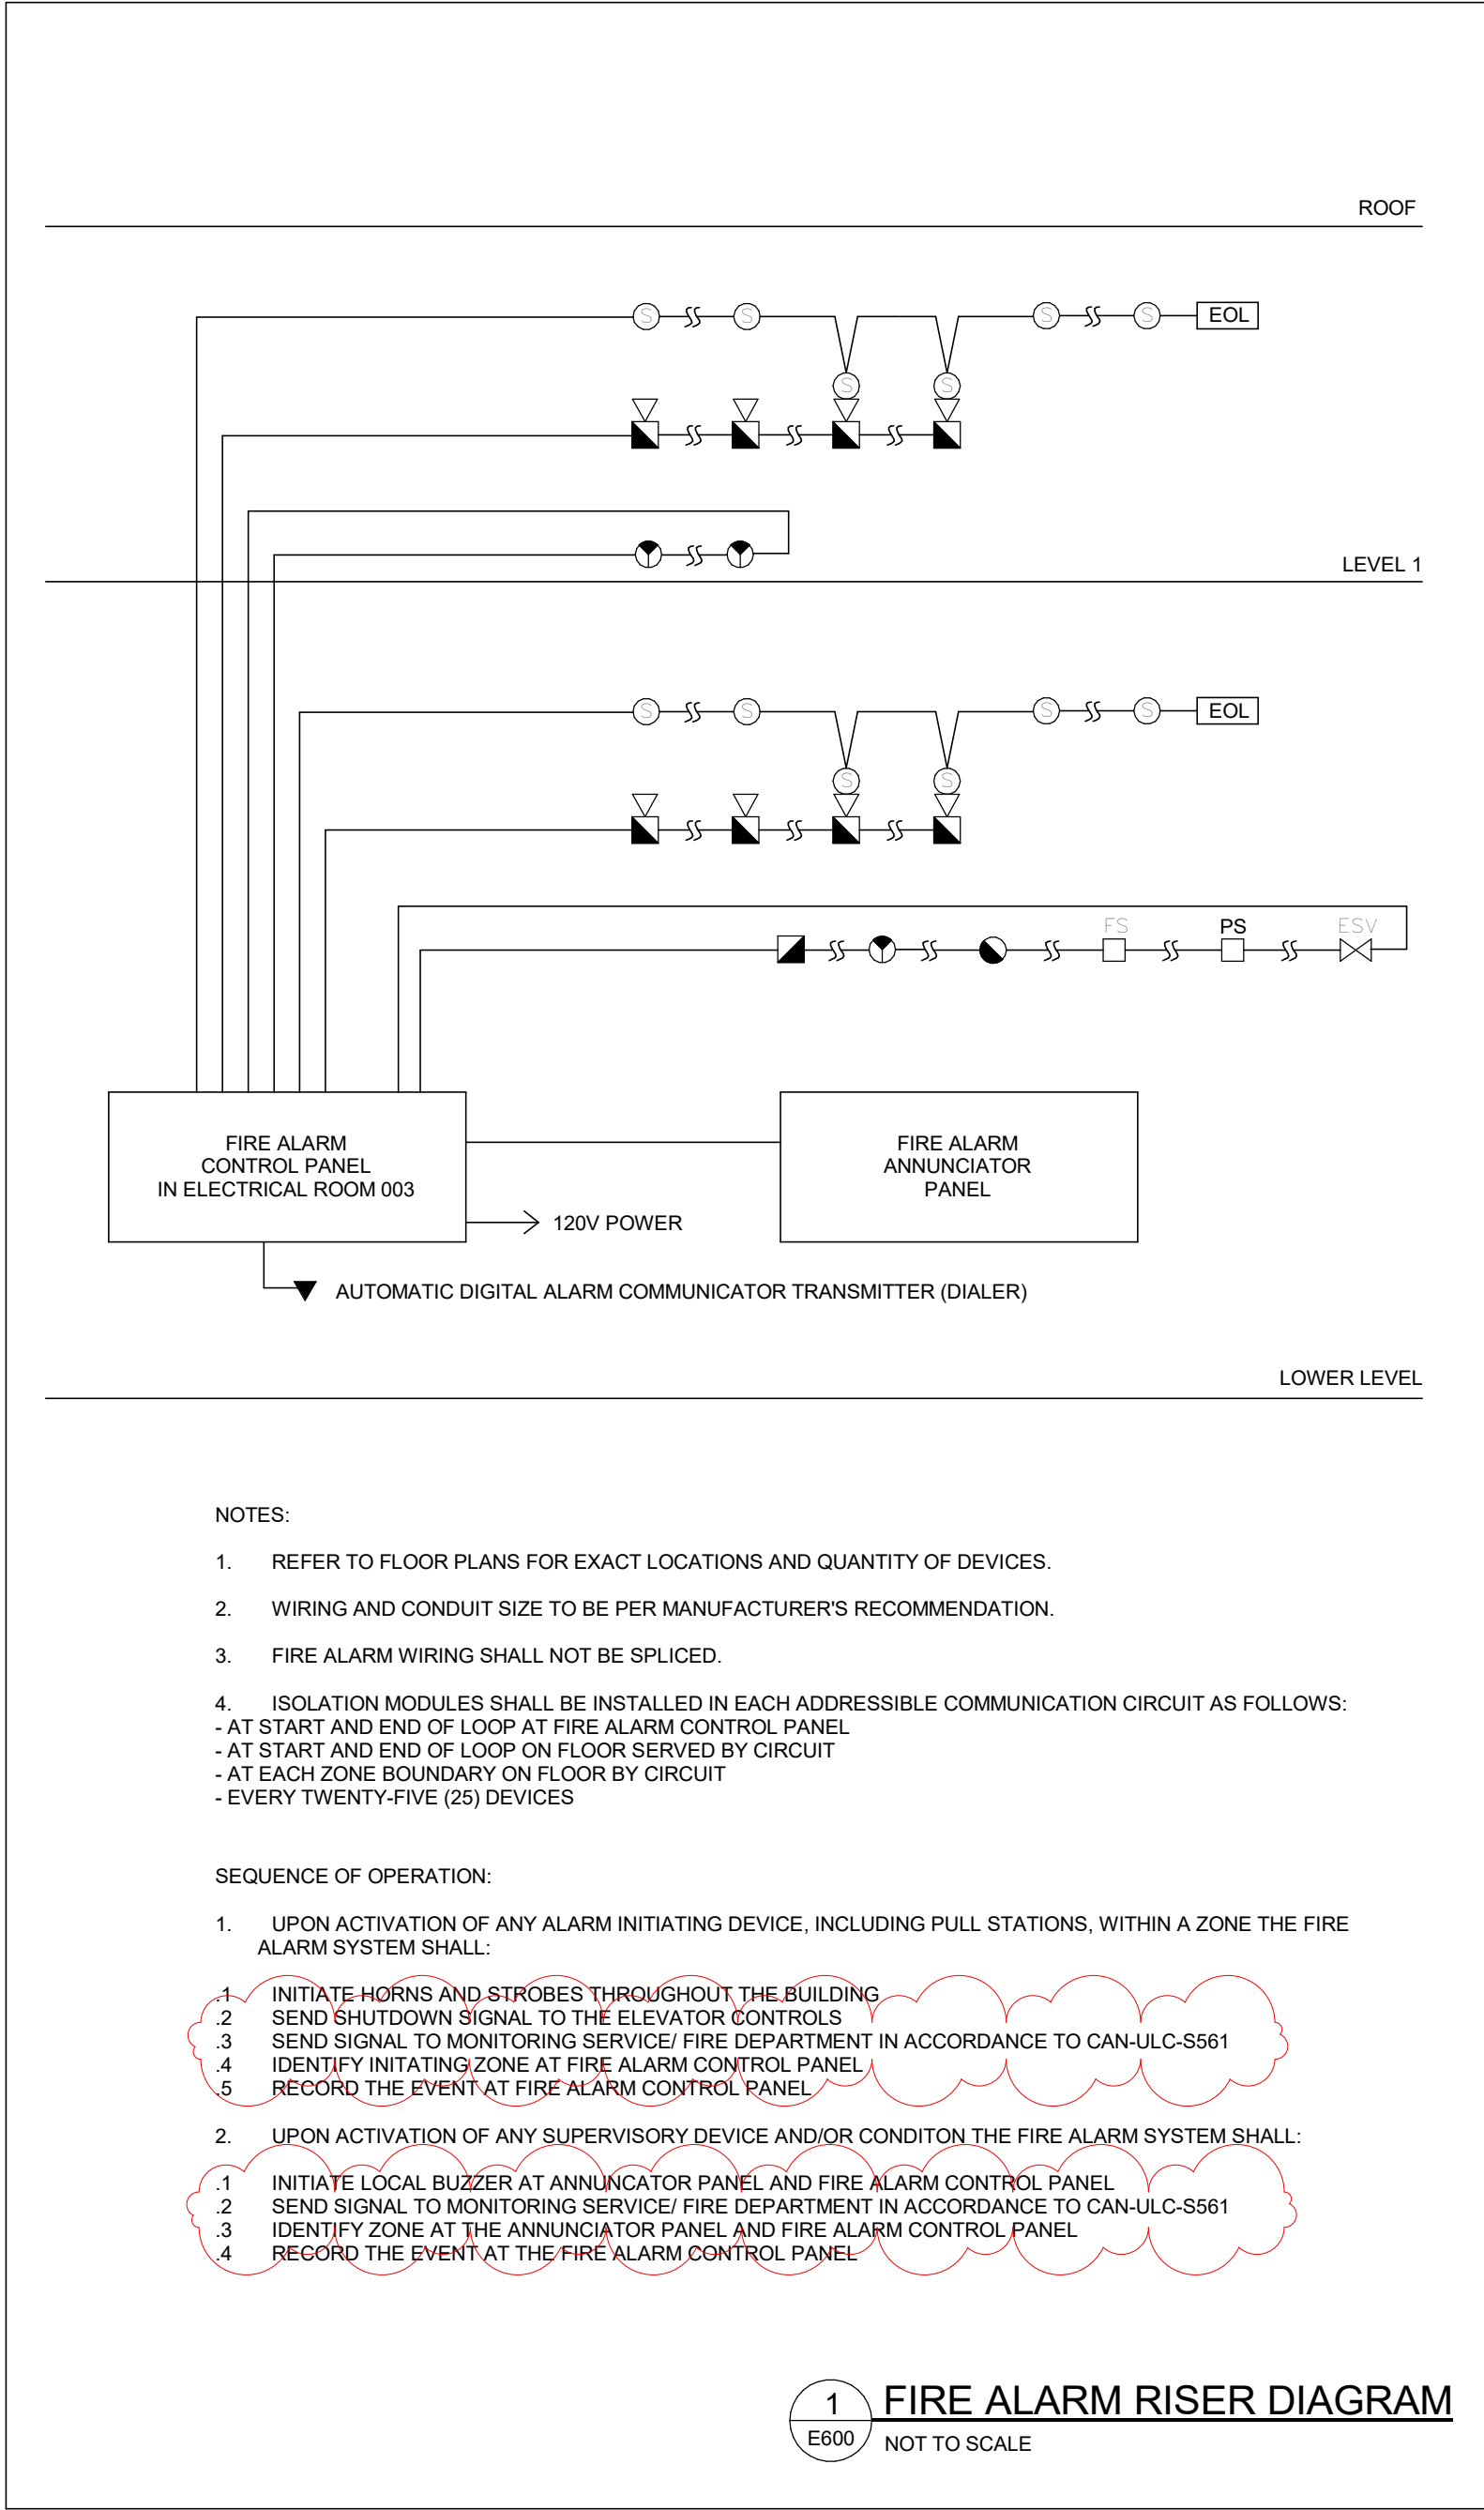 ROOF
S S S S EOL
S S
LEVEL 1
S S S S EOL
S S
FS PS ESV
FIRE ALARM
CONTROL PANEL
IN ELECTRICAL ROOM 003
FIRE ALARM
ANNUNCIATOR
PANEL
120V POWER
AUTOMATIC DIGITAL ALARM COMMUNICATOR TRANSMITTER (DIALER)
LOWER LEVEL
NOTES:
1. REFER TO FLOOR PLANS FOR EXACT LOCATIONS AND QUANTITY OF DEVICES.
2. WIRING AND CONDUIT SIZE TO BE PER MANUFACTURER'S RECOMMENDATION.
3. FIRE ALARM WIRING SHALL NOT BE SPLICED.
4. ISOLATION MODULES SHALL BE INSTALLED IN EACH ADDRESSIBLE COMMUNICATION CIRCUIT AS FOLLOWS:
- AT START AND END OF LOOP AT FIRE ALARM CONTROL PANEL
- AT START AND END OF LOOP ON FLOOR SERVED BY CIRCUIT
- AT EACH ZONE BOUNDARY ON FLOOR BY CIRCUIT
- EVERY TWENTY-FIVE (25) DEVICES
SEQUENCE OF OPERATION:
1. UPON ACTIVATION OF ANY ALARM INITIATING DEVICE, INCLUDING PULL STATIONS, WITHIN A ZONE THE FIRE
ALARM SYSTEM SHALL:
.1 INITIATE HORNS AND STROBES THROUGHOUT THE BUILDING
.2 SEND SHUTDOWN SIGNAL TO THE ELEVATOR CONTROLS
.3 SEND SIGNAL TO MONITORING SERVICE/ FIRE DEPARTMENT IN ACCORDANCE TO CAN-ULC-S561
.4 IDENTIFY INITATING ZONE AT FIRE ALARM CONTROL PANEL
.5 RECORD THE EVENT AT FIRE ALARM CONTROL PANEL
2. UPON ACTIVATION OF ANY SUPERVISORY DEVICE AND/OR CONDITON THE FIRE ALARM SYSTEM SHALL:
.1 INITIATE LOCAL BUZZER AT ANNUNCATOR PANEL AND FIRE ALARM CONTROL PANEL
.2 SEND SIGNAL TO MONITORING SERVICE/ FIRE DEPARTMENT IN ACCORDANCE TO CAN-ULC-S561
.3 IDENTIFY ZONE AT THE ANNUNCIATOR PANEL AND FIRE ALARM CONTROL PANEL
.4 RECORD THE EVENT AT THE FIRE ALARM CONTROL PANEL
1 FIRE ALARM RISER DIAGRAM
E600 NOT TO SCALE